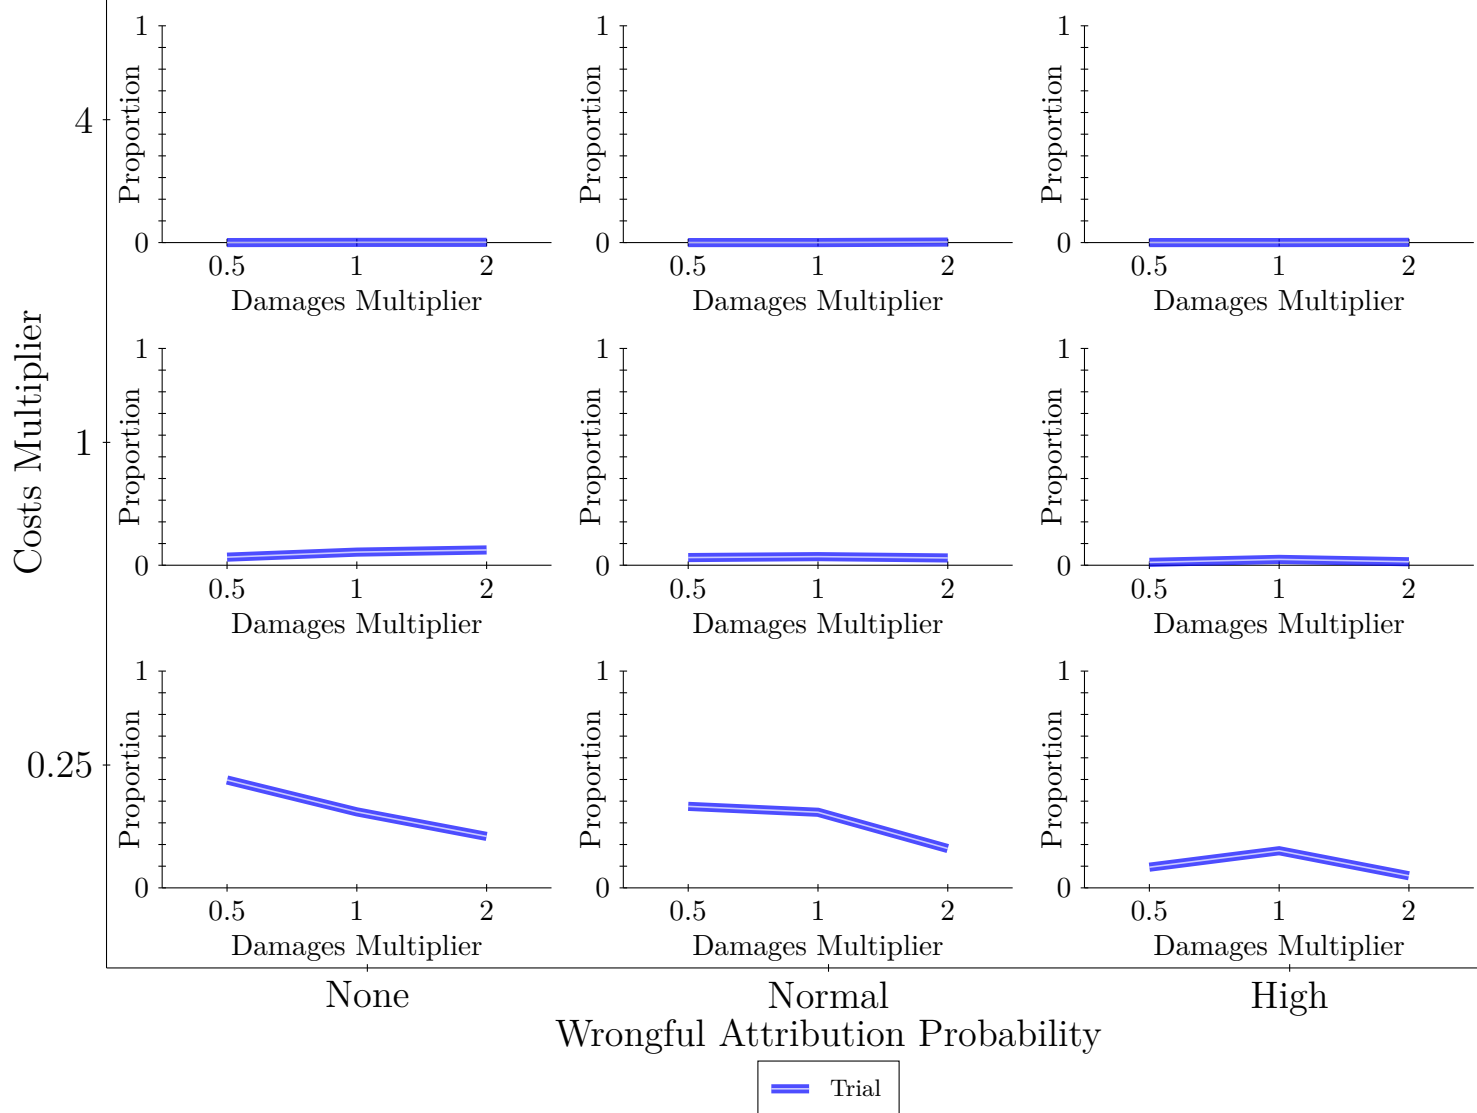 Costs Multiplier
4
1
Proportion
0
0.5 1 2
Damages Multiplier
1
Proportion
0
0.5 1 2
Damages Multiplier
1
Proportion
0
0.5 1 2
Damages Multiplier
1
1
Proportion
0
0.5 1 2
Damages Multiplier
1
Proportion
0
0.5 1 2
Damages Multiplier
1
Proportion
0
0.5 1 2
Damages Multiplier
0.25
1
Proportion
0
0.5 1 2
Damages Multiplier
1
Proportion
0
0.5 1 2
Damages Multiplier
1
Proportion
0
0.5 1 2
Damages Multiplier
None Normal High
Wrongful Attribution Probability
Trial